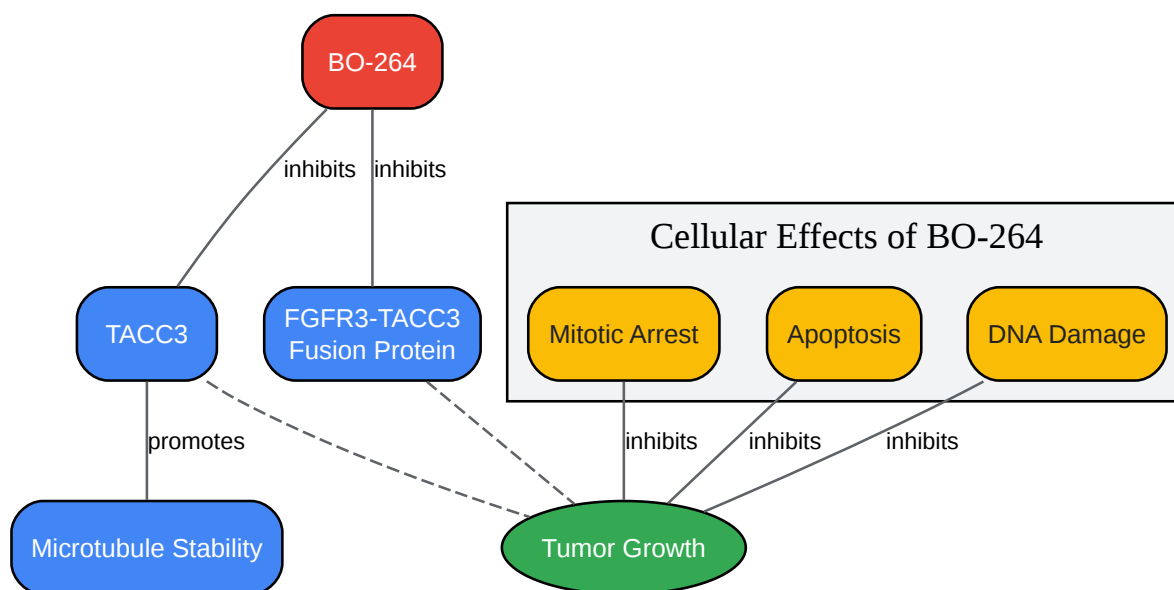 BO-264
inhibits
inhibits
Cellular Effects of BO-264
TACC3
FGFR3-TACC3
Fusion Protein
Mitotic Arrest
Apoptosis
DNA Damage
promotes
inhibits
inhibits
inhibits
Microtubule Stability
Tumor Growth